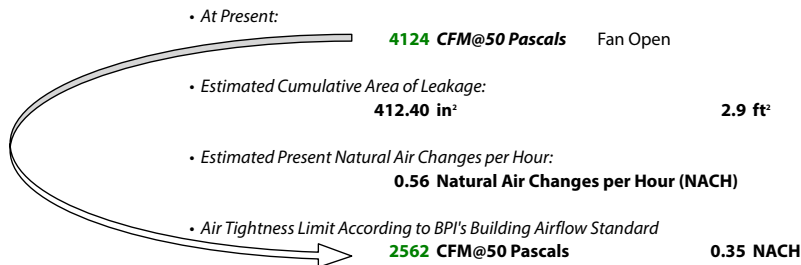 • At Present:
4124 CFM@50 Pascals Fan Open
• Estimated Cumulative Area of Leakage:
412.40 in² 2.9 ft²
• Estimated Present Natural Air Changes per Hour:
0.56 Natural Air Changes per Hour (NACH)
• Air Tightness Limit According to BPI's Building Airflow Standard
2562 CFM@50 Pascals 0.35 NACH